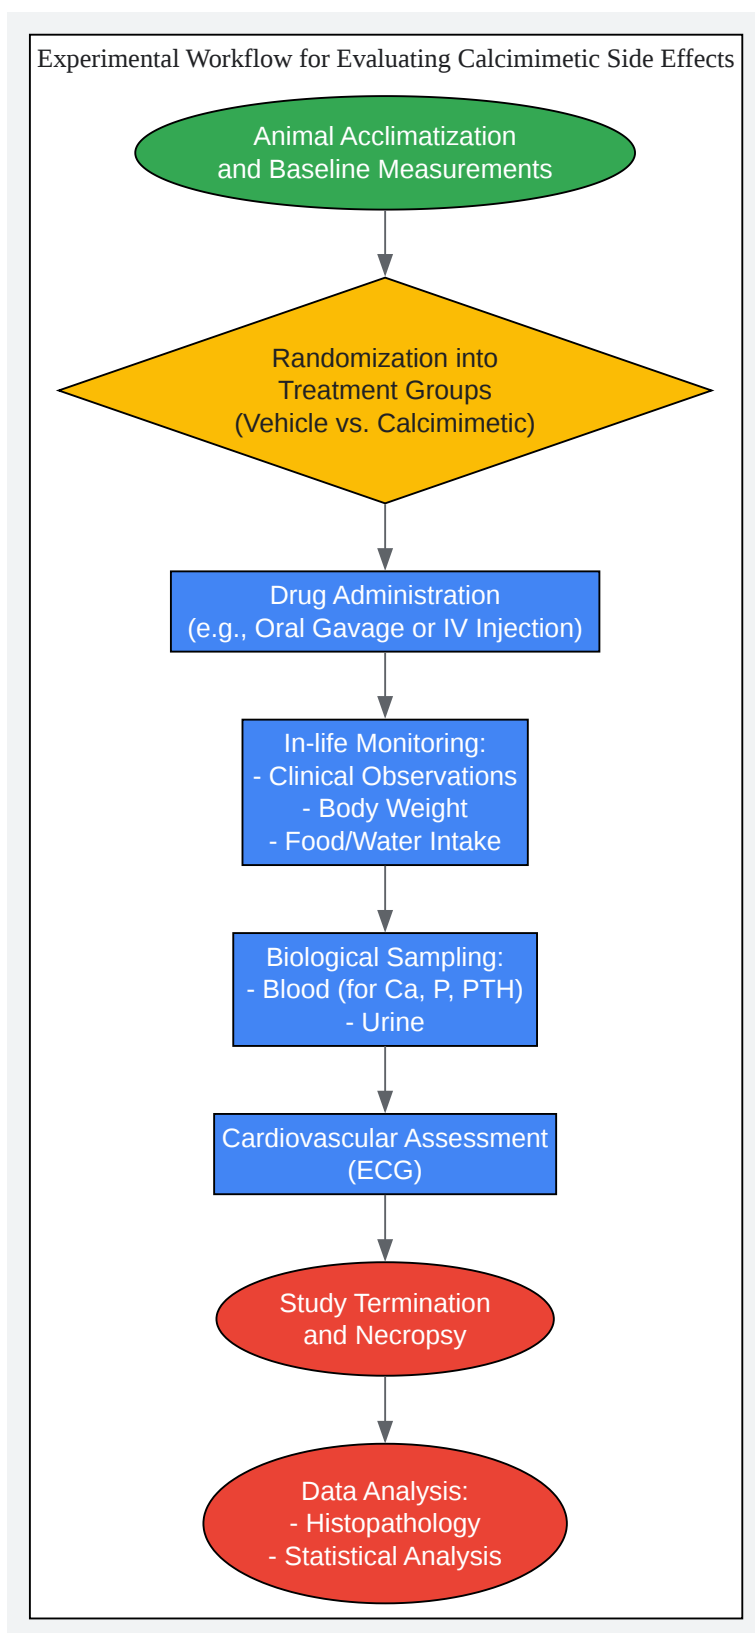 Experimental Workflow for Evaluating Calcimimetic Side Effects
Animal Acclimatization
and Baseline Measurements
Randomization into
Treatment Groups
(Vehicle vs. Calcimimetic)
Drug Administration
(e.g., Oral Gavage or IV Injection)
In-life Monitoring:
- Clinical Observations
- Body Weight
- Food/Water Intake
Biological Sampling:
- Blood (for Ca, P, PTH)
- Urine
Cardiovascular Assessment
(ECG)
Study Termination
and Necropsy
Data Analysis:
- Histopathology
- Statistical Analysis